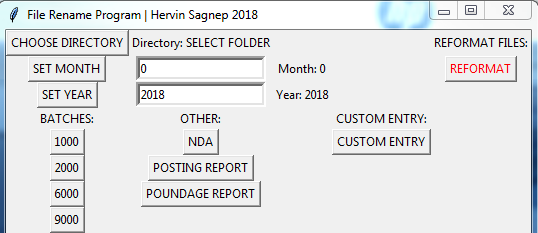 File Rename Program | Hervin Sagnep 2018
CHOOSE DIRECTORY Directory: SELECT FOLDER REFORMAT FILES:
SET MONTH 0 Month: 0 REFORMAT
SET YEAR 2018 Year: 2018
BATCHES: OTHER: CUSTOM ENTRY:
1000 NDA CUSTOM ENTRY
2000 POSTING REPORT
6000 POUNDAGE REPORT
9000